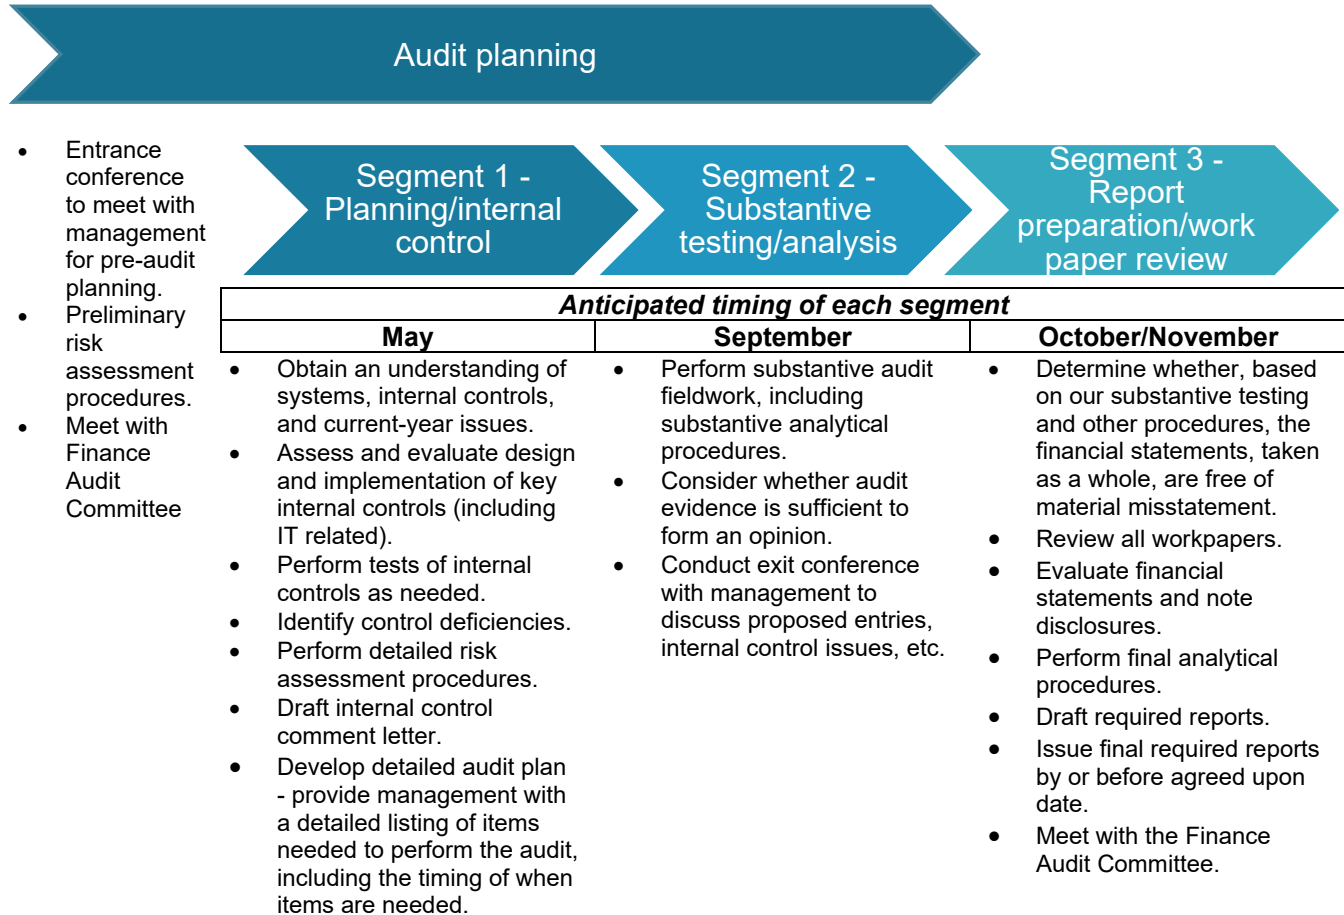 Audit planning
• Entrance
conference
to meet with
management
for pre-audit
planning.
• Preliminary
risk
assessment
procedures.
• Meet with
Finance
Audit
Committee
Segment 1 -
Planning/internal
control
Segment 2 -
Substantive
testing/analysis
Segment 3 -
Report
preparation/work
paper review
Anticipated timing of each segment
May
September
October/November
• Obtain an understanding of
systems, internal controls,
and current-year issues.
• Assess and evaluate design
and implementation of key
internal controls (including
IT related).
• Perform tests of internal
controls as needed.
• Identify control deficiencies.
• Perform detailed risk
assessment procedures.
• Draft internal control
comment letter.
• Develop detailed audit plan
- provide management with
a detailed listing of items
needed to perform the audit,
including the timing of when
items are needed.
• Perform substantive audit
fieldwork, including
substantive analytical
procedures.
• Consider whether audit
evidence is sufficient to
form an opinion.
• Conduct exit conference
with management to
discuss proposed entries,
internal control issues, etc.
• Determine whether, based
on our substantive testing
and other procedures, the
financial statements, taken
as a whole, are free of
material misstatement.
• Review all workpapers.
• Evaluate financial
statements and note
disclosures.
• Perform final analytical
procedures.
• Draft required reports.
• Issue final required reports
by or before agreed upon
date.
• Meet with the Finance
Audit Committee.